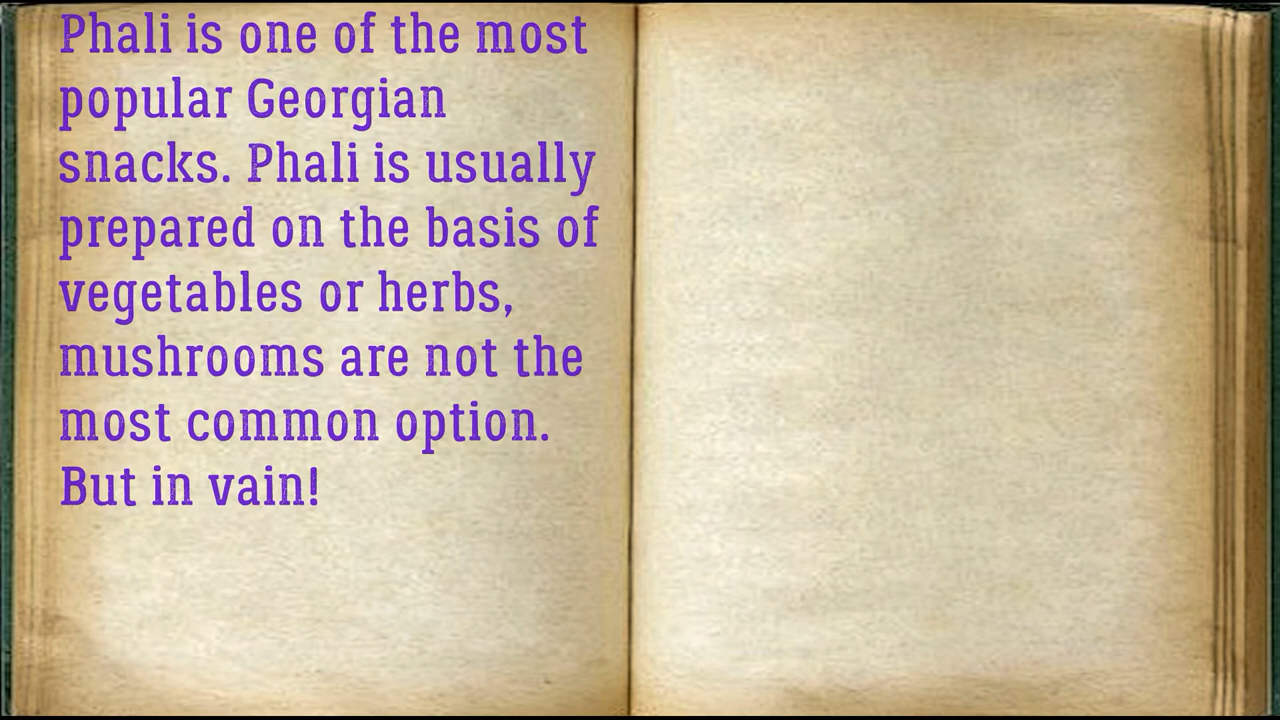 Phali is one of the most
popular Georgian
snacks. Phali is usually
prepared on the basis of
vegetables or herbs,
mushrooms are not the
most common option.
But in vain!